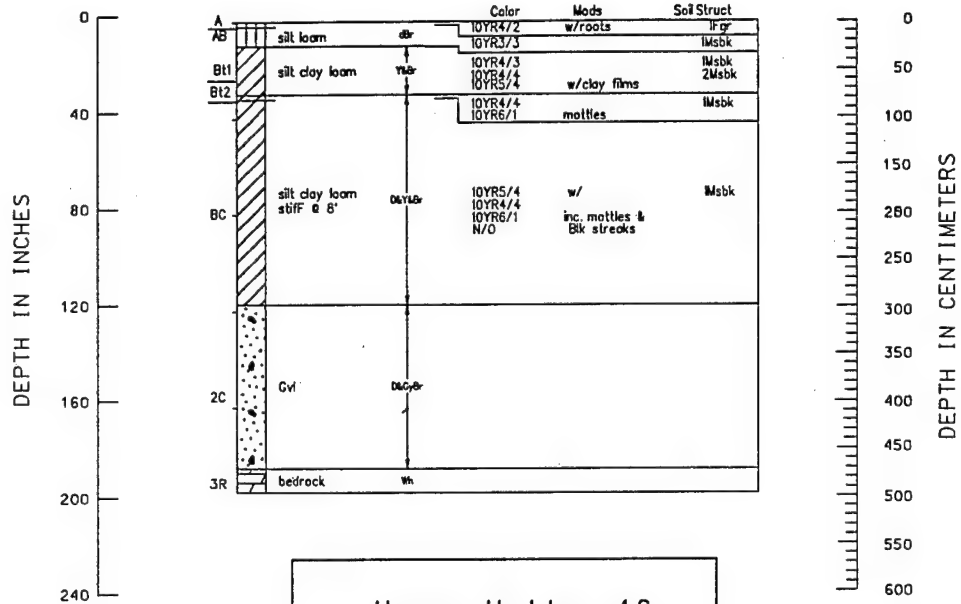 Color Mods Soil Struct
A 10YR4/2 w/roots 1Fgr
AB silt loam dBr 10YR3/3 1Msbk
Bt1 silt clay loam Y&Br 10YR4/3 1Msbk
10YR4/4 2Msbk
10YR5/4 w/clay films
Bt2 10YR4/4 1Msbk
10YR6/1 mottles
BC silt clay loam D&Y&Br 10YR5/4 w/ 1Msbk
stiff @ 8' 10YR4/4
10YR6/1 inc. mottles &
N/0 Blk streaks
2C Gvl D&GyBr
3R bedrock Wh
DEPTH IN INCHES
0
40
80
120
160
200
240
DEPTH IN CENTIMETERS
0
50
100
150
200
250
300
350
400
450
500
550
600